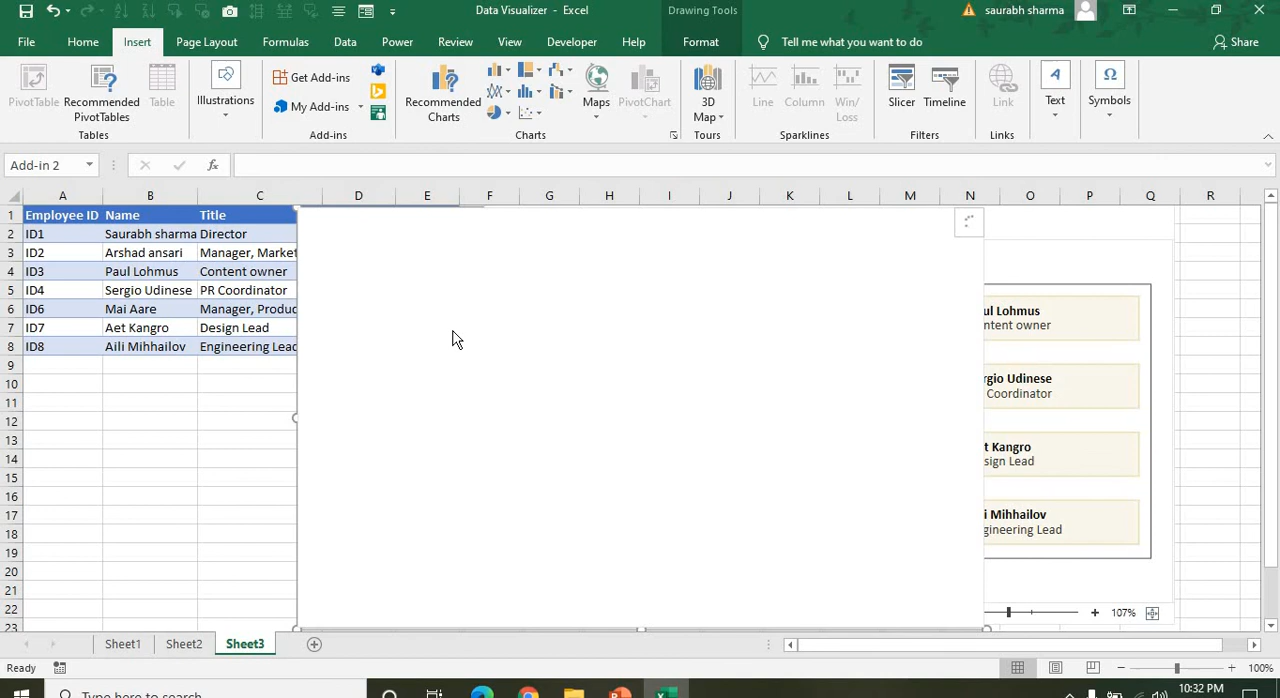 Data Visualizer - Excel
Drawing Tools
saurabh sharma
File Home Insert Page Layout Formulas Data Power Review View Developer Help Format Tell me what you want to do Share
PivotTable
Recommended PivotTables
Table
Tables
Illustrations
Get Add-ins
My Add-ins
Add-ins
Recommended Charts
Maps
PivotChart
Charts
3D Map
Tours
Line
Column
Win/ Loss
Sparklines
Slicer
Timeline
Filters
Link
Links
Text
Symbols
Add-in 2
fx
A B C D E F G H I J K L M N O P Q R
1 Employee ID Name Title
2 ID1 Saurabh sharma Director
3 ID2 Arshad ansari Manager, Market
4 ID3 Paul Lohmus Content owner
5 ID4 Sergio Udinese PR Coordinator
6 ID6 Mai Aare Manager, Produc
7 ID7 Aet Kangro Design Lead
8 ID8 Aili Mihhailov Engineering Lead
9
10
11
12
13
14
15
16
17
18
19
20
21
22
23
ul Lohmus
ntent owner
rgio Udinese
Coordinator
t Kangro
sign Lead
i Mihhailov
gineering Lead
107%
Sheet1 Sheet2 Sheet3
Ready
100%
Type here to search
10:32 PM